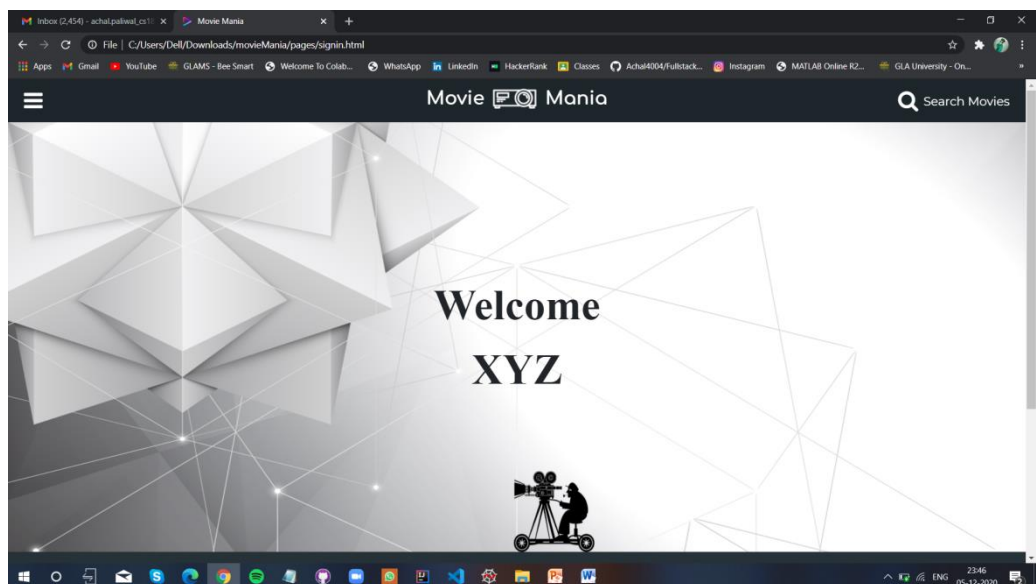 Inbox (2,454) - achal.paliwal_cs1
Movie Mania
File | C:/Users/Dell/Downloads/movieMania/pages/signin.html
Apps Gmail YouTube GLAMS - Bee Smart Welcome To Colab... WhatsApp LinkedIn HackerRank Classes Achal4004/Fullstack... Instagram MATLAB Online R2... GLA University - On... »
Movie Mania
Search Movies
Welcome
XYZ
ENG
23:46
05-12-2020